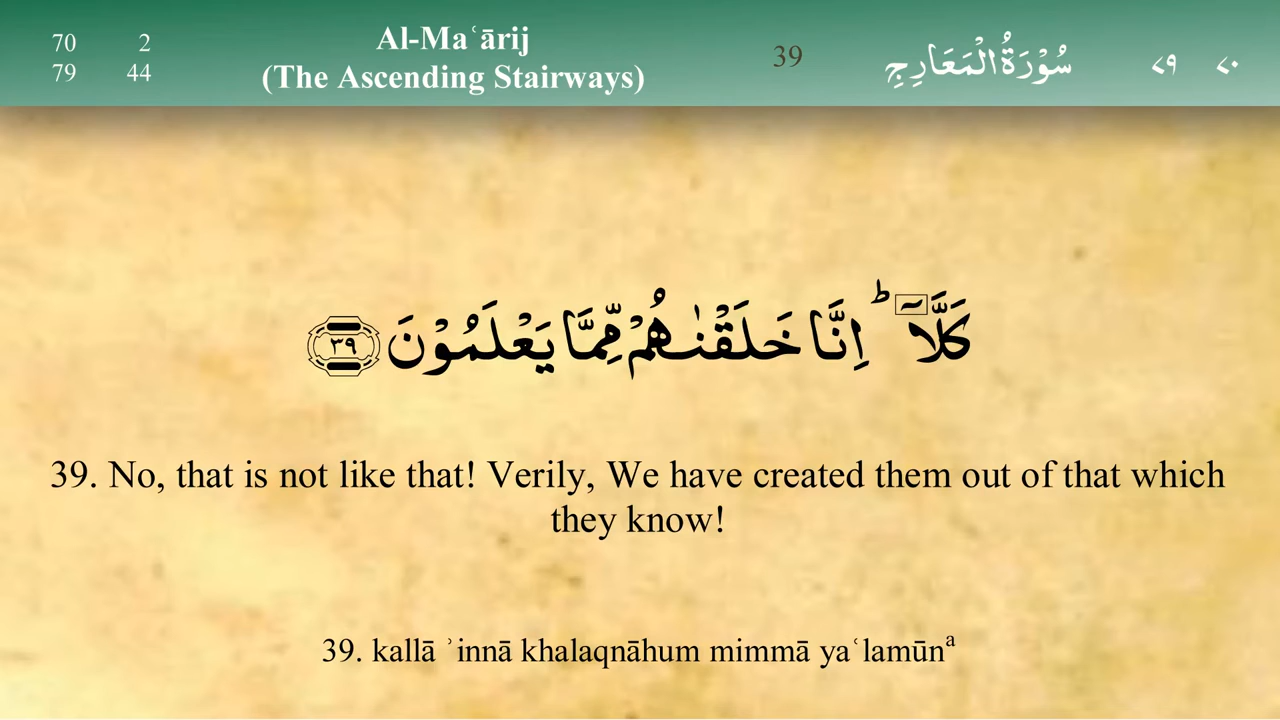 70 2
79 44
Al-Maʿārij
(The Ascending Stairways)
39
سُوْرَةُ الْمَعَارِجِ
٧٩ ٧٠
كَلَّاۤ ؕ اِنَّا خَلَقْنٰهُمْ مِّمَّا يَعْلَمُوْنَ ٣٩
39. No, that is not like that! Verily, We have created them out of that which
they know!
39. kallā ʾinnā khalaqnāhum mimmā yaʿlamūnᵃ